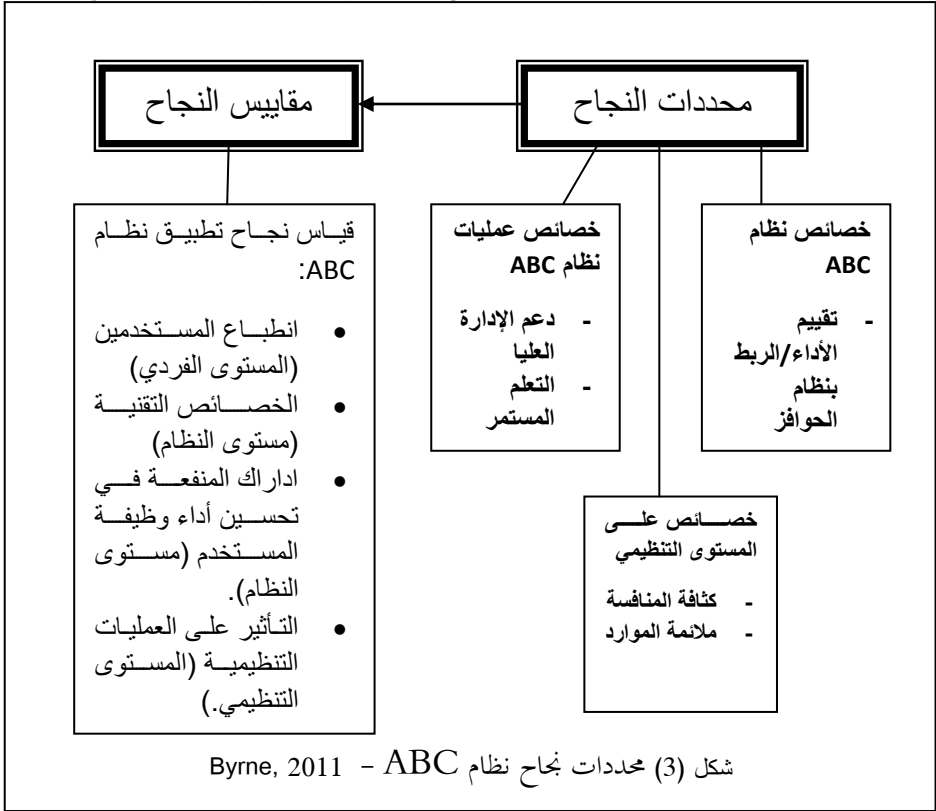 محددات النجاح
مقاييس النجاح
خصائص نظام
ABC
- تقييم
الأداء/الربط
بنظام
الحوافز
خصائص عمليات
نظام ABC
- دعم الإدارة
العليا
- التعلم
المستمر
خصائص على
المستوى التنظيمي
- كثافة المنافسة
- ملائمة الموارد
قياس نجاح تطبيق نظام
ABC:
• انطباع المستخدمين
(المستوى الفردي)
• الخصائص التقنية
(مستوى النظام)
• اداراك المنفعة في
تحسين أداء وظيفة
المستخدم (مستوى
النظام).
• التأثير على العمليات
التنظيمية (المستوى
التنظيمي.)
شكل (3) محددات نجاح نظام ABC – Byrne, 2011